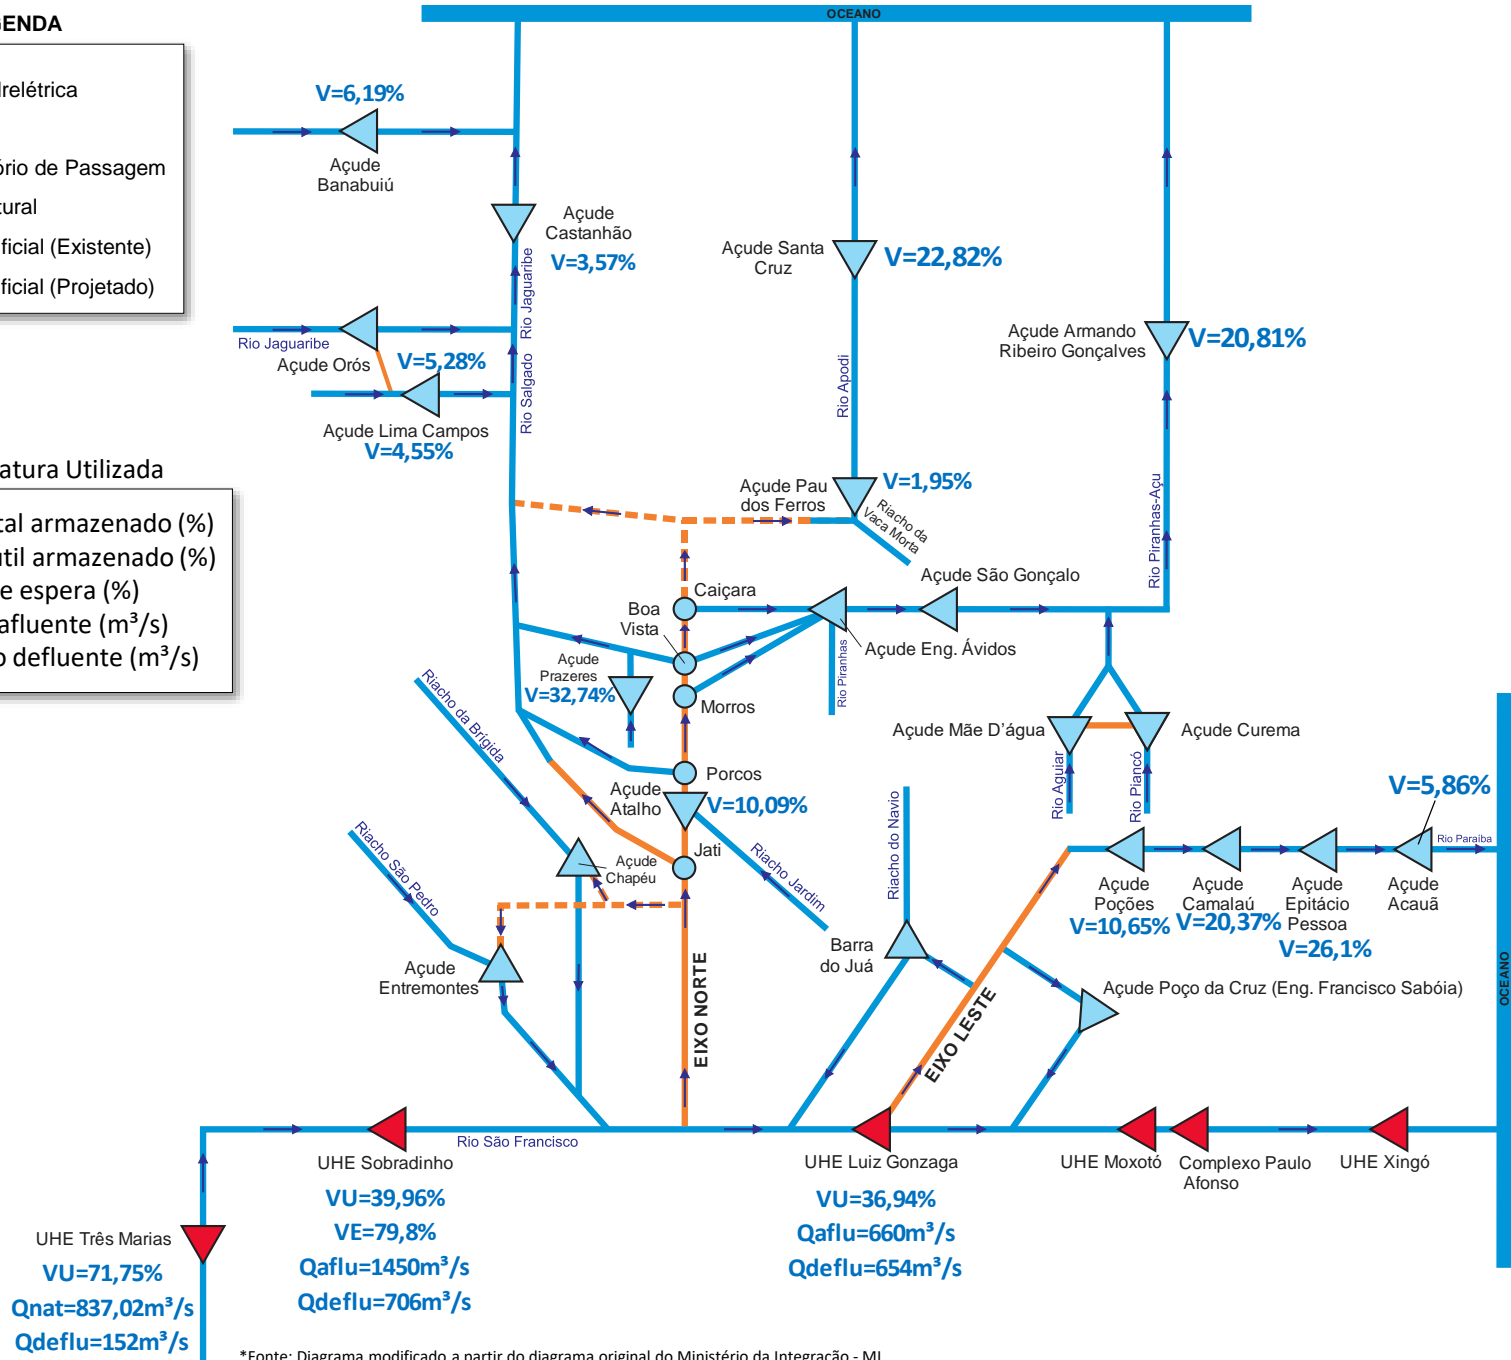 OCEANO
GENDA
drelétrica
ório de Passagem
tural
ificial (Existente)
ificial (Projetado)
V=6,19%
Açude
Banabuiú
Açude
Castanhão
V=3,57%
Rio Jaguaribe
Açude Santa
Cruz
V=22,82%
Açude Armando
Ribeiro Gonçalves
V=20,81%
Rio Jaguaribe
Açude Orós
V=5,28%
Rio Salgado
Rio Apodi
Açude Lima Campos
V=4,55%
atura Utilizada
tal armazenado (%)
útil armazenado (%)
e espera (%)
afluente (m³/s)
o defluente (m³/s)
Açude Pau
dos Ferros
V=1,95%
Riacho da
Vaca Morta
Rio Piranhas-Açu
Açude São Gonçalo
Caiçara
Boa
Vista
Açude Eng. Ávidos
Rio Piranhas
Açude
Prazeres
V=32,74%
Morros
Riacho da Brigida
Açude Mãe D'água
Açude Curema
Rio Aguiar
Rio Piancó
Porcos
Açude
Atalho
V=10,09%
V=5,86%
Riacho do Navio
Rio Paraiba
Jati
Riacho São Pedro
Açude
Chapéu
Riacho Jardim
Açude
Poções
V=10,65%
Açude
Camalaú
V=20,37%
Açude
Epitácio
Pessoa
V=26,1%
Açude
Acauã
Barra
do Juá
Açude
Entremontes
EIXO NORTE
EIXO LESTE
Açude Poço da Cruz (Eng. Francisco Sabóia)
OCEANO
Rio São Francisco
UHE Sobradinho
VU=39,96%
VE=79,8%
Qaflu=1450m³/s
Qdeflu=706m³/s
UHE Luiz Gonzaga
VU=36,94%
Qaflu=660m³/s
Qdeflu=654m³/s
UHE Moxotó
Complexo Paulo
Afonso
UHE Xingó
UHE Três Marias
VU=71,75%
Qnat=837,02m³/s
Qdeflu=152m³/s
*Fonte: Diagrama modificado a partir do diagrama original do Ministério da Integração - MI